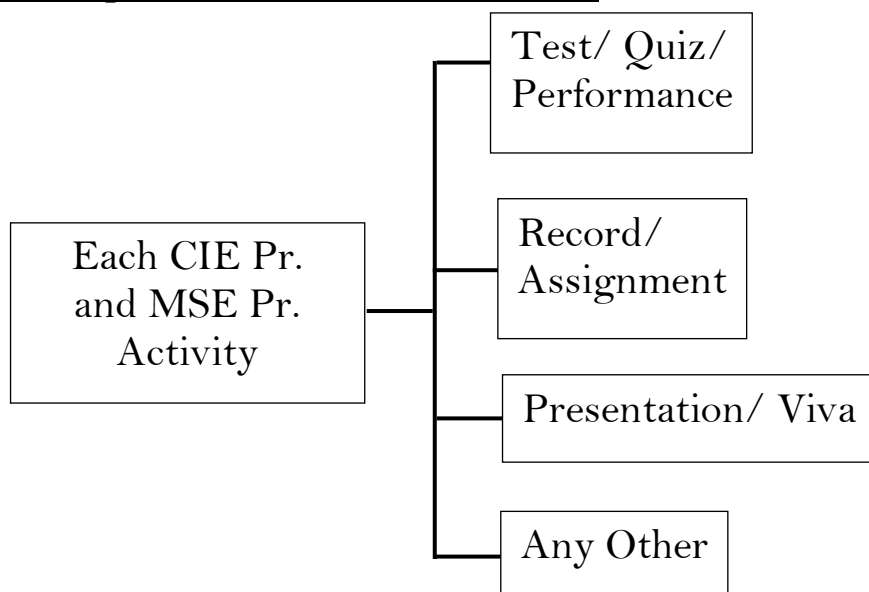 Test/ Quiz/
Performance
Record/
Assignment
Each CIE Pr.
and MSE Pr.
Activity
Presentation/ Viva
Any Other